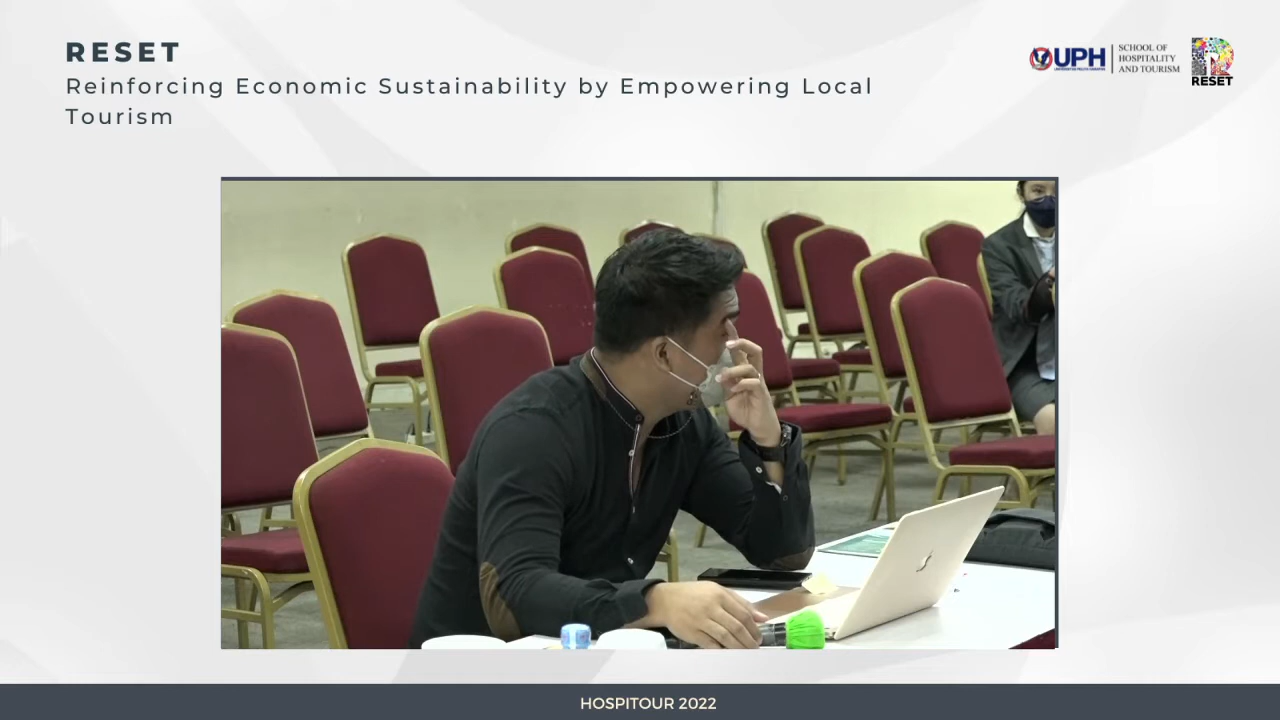 RESET
Reinforcing Economic Sustainability by Empowering Local
Tourism
UPH
SCHOOL OF
HOSPITALITY
AND TOURISM
RESET
HOSPITOUR 2022